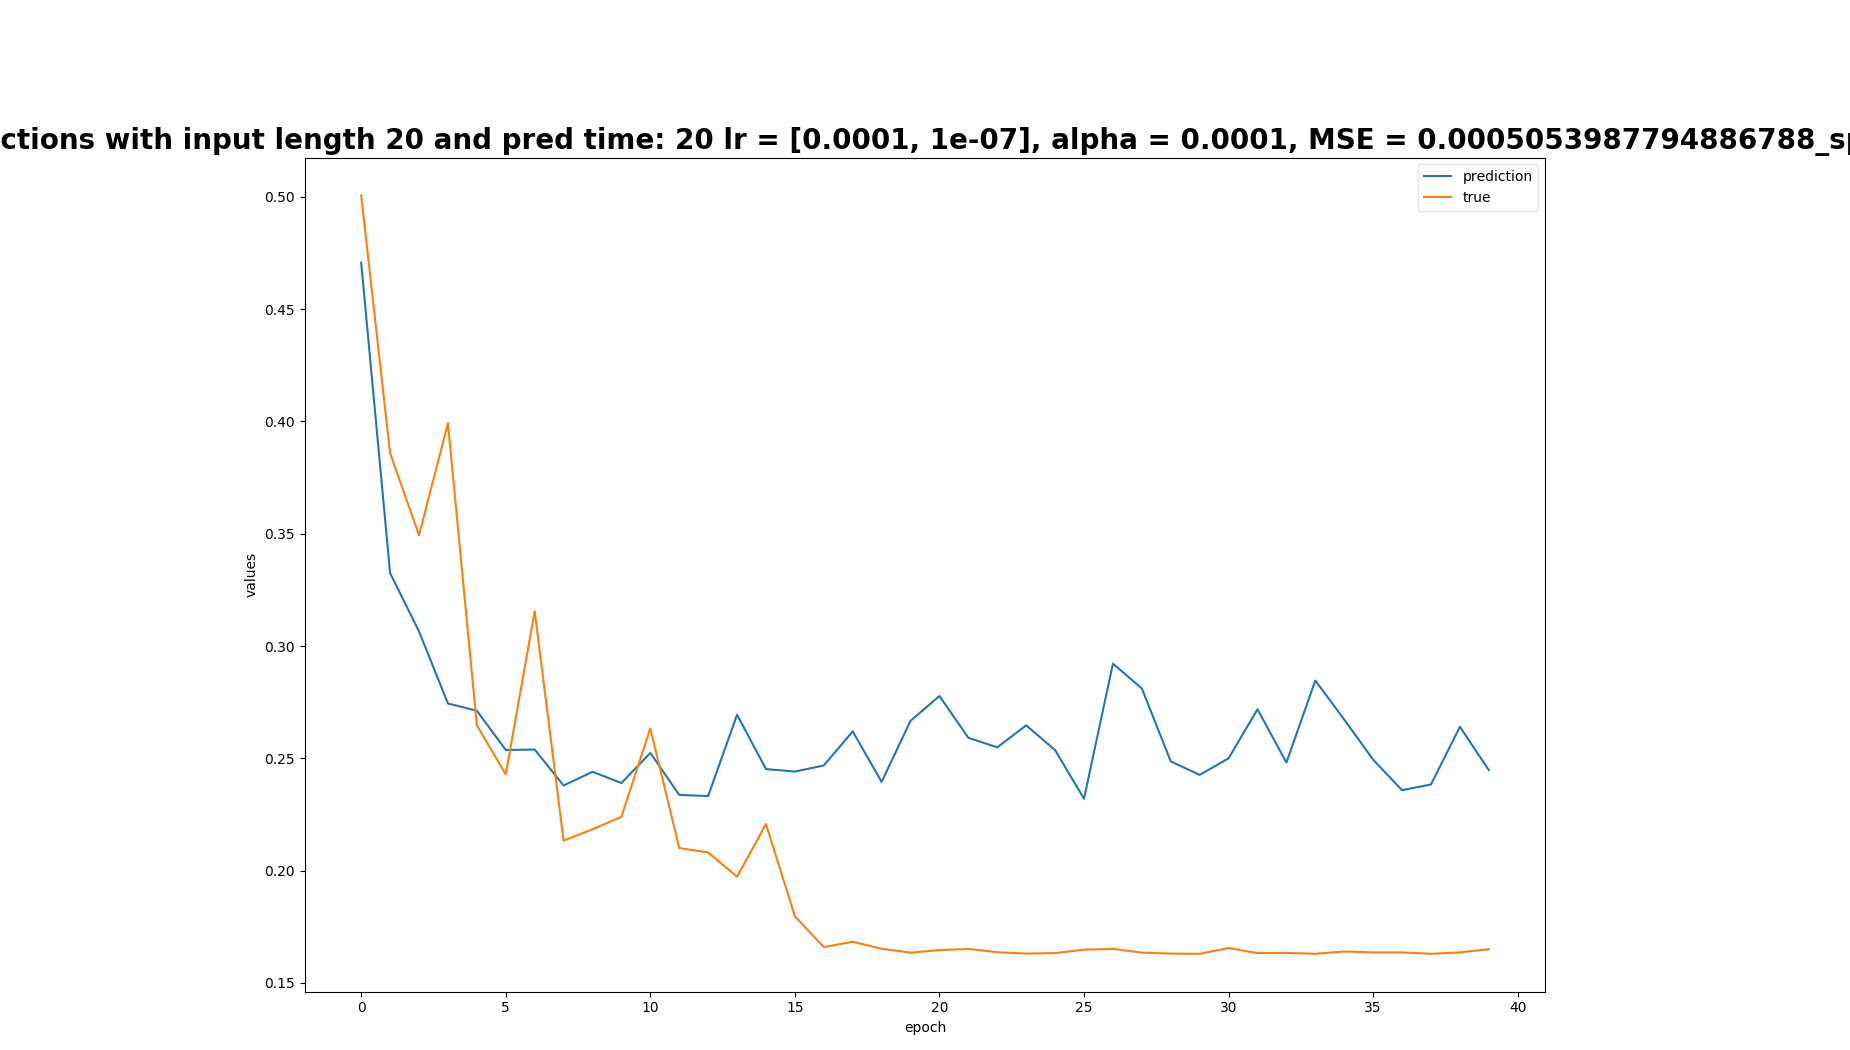 ctions with input length 20 and pred time: 20 lr = [0.0001, 1e-07], alpha = 0.0001, MSE = 0.0005053987794886788_sp
prediction
true
0.50
0.45
0.40
0.35
0.30
0.25
0.20
0.15
values
0 5 10 15 20 25 30 35 40
epoch